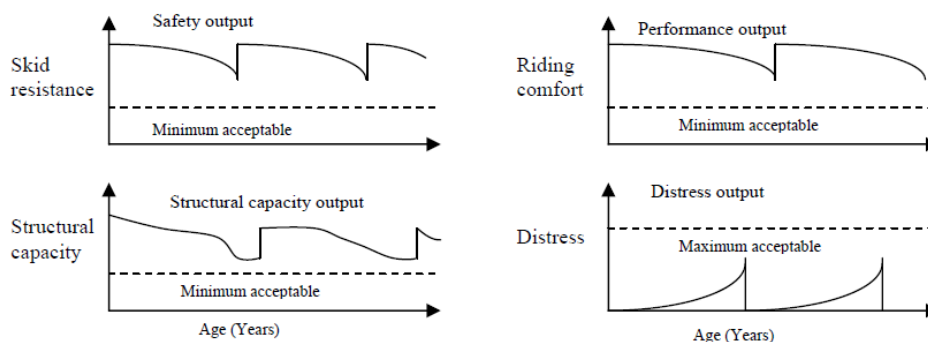 Safety output
Skid
resistance
Minimum acceptable
Performance output
Riding
comfort
Minimum acceptable
Structural capacity output
Structural
capacity
Minimum acceptable
Age (Years)
Distress output
Distress
Maximum acceptable
Age (Years)